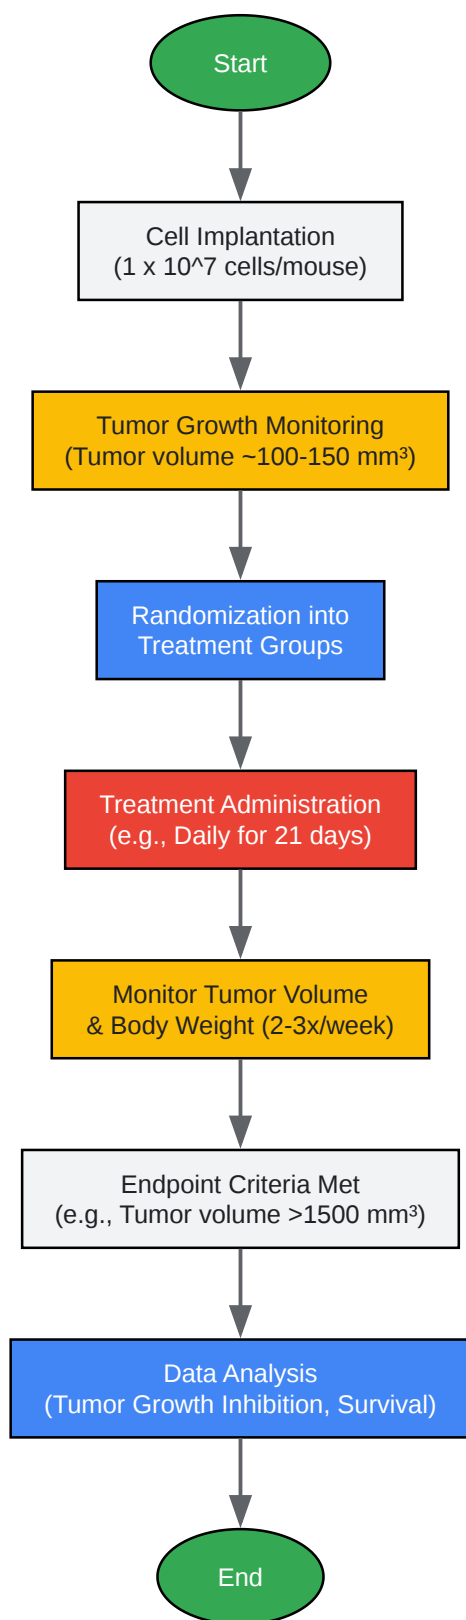 Start
Cell Implantation
(1 x 10^7 cells/mouse)
Tumor Growth Monitoring
(Tumor volume ~100-150 mm³)
Randomization into
Treatment Groups
Treatment Administration
(e.g., Daily for 21 days)
Monitor Tumor Volume
& Body Weight (2-3x/week)
Endpoint Criteria Met
(e.g., Tumor volume >1500 mm³)
Data Analysis
(Tumor Growth Inhibition, Survival)
End